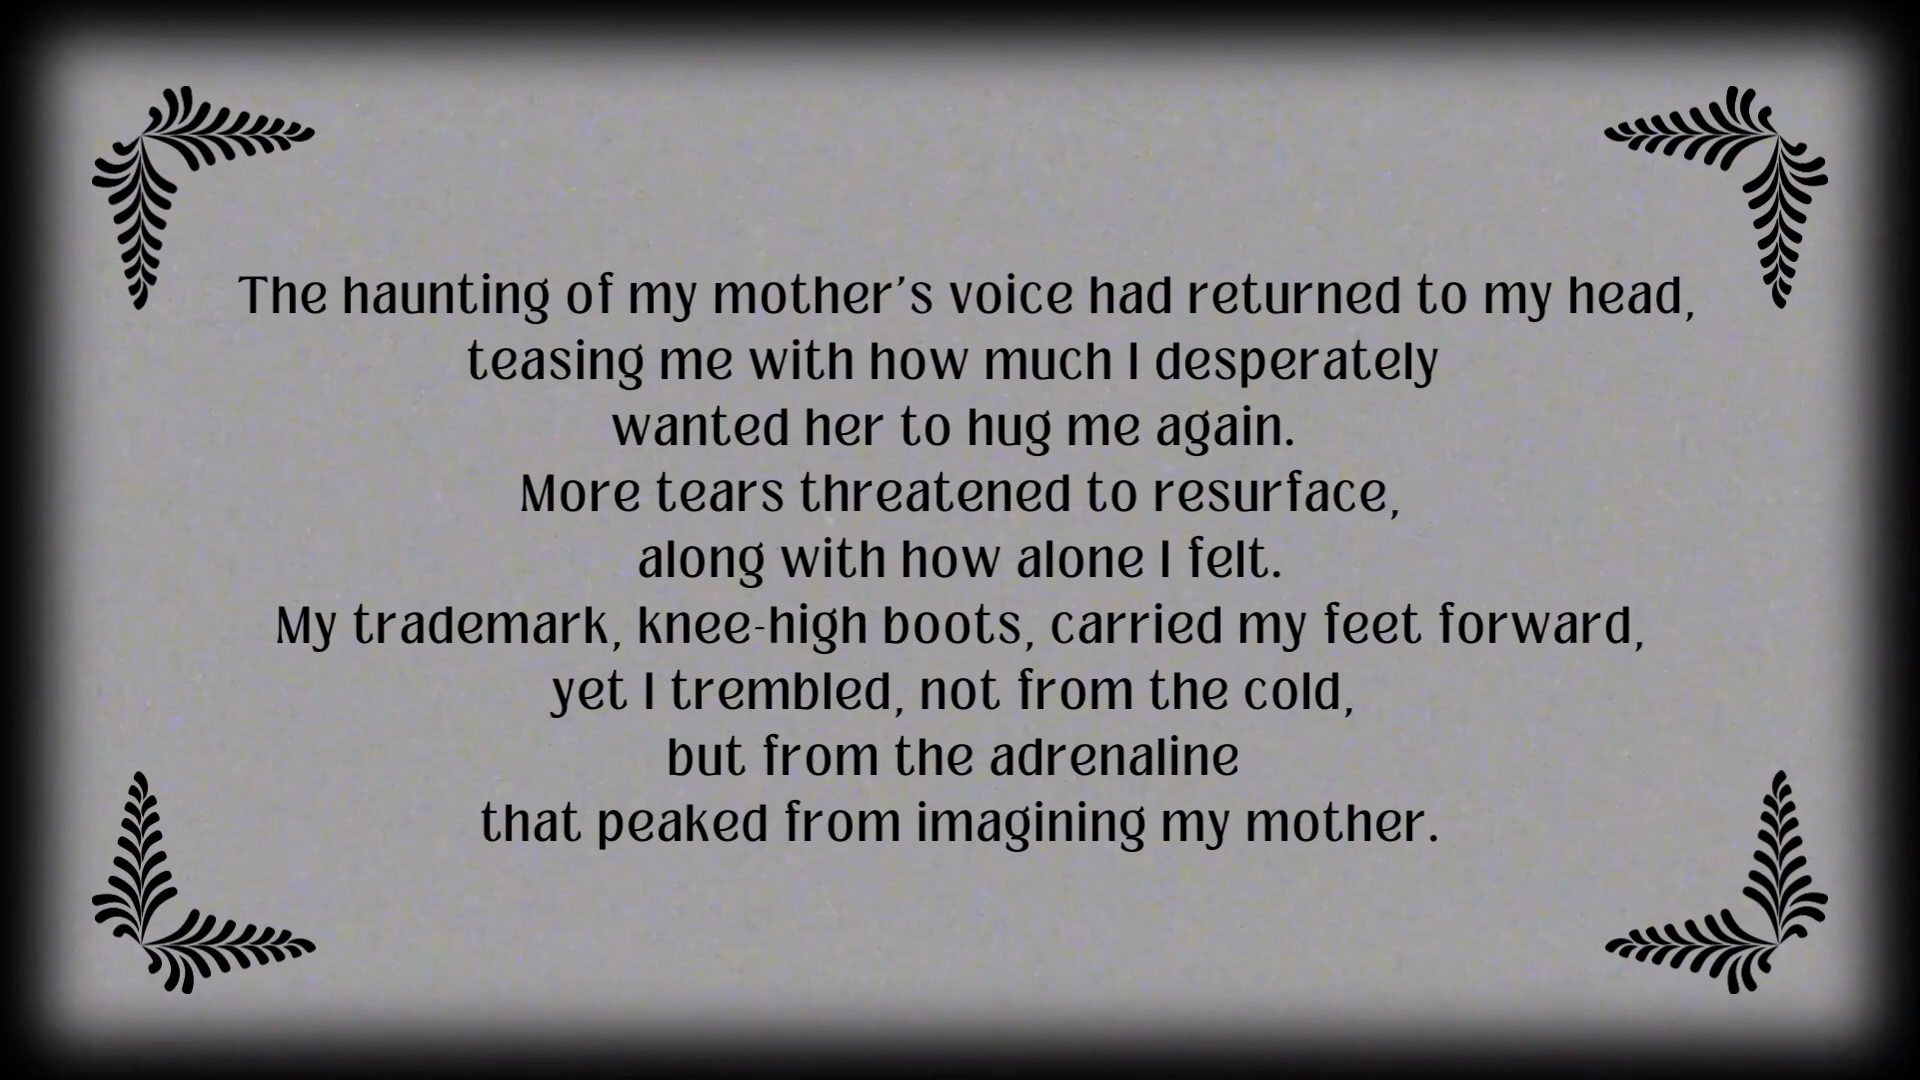 The haunting of my mother’s voice had returned to my head,
teasing me with how much I desperately
wanted her to hug me again.
More tears threatened to resurface,
along with how alone I felt.
My trademark, knee-high boots, carried my feet forward,
yet I trembled, not from the cold,
but from the adrenaline
that peaked from imagining my mother.